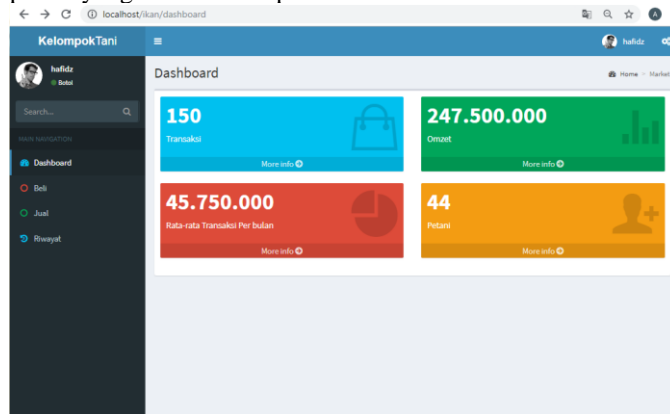 localhost/ikan/dashboard
A
KelompokTani
hafidz
hafidz
Botol
Search...
MAIN NAVIGATION
Dashboard
Beli
Jual
Riwayat
Dashboard
Home > Market
150
Transaksi
More info
247.500.000
Omzet
More info
45.750.000
Rata-rata Transaksi Per bulan
More info
44
Petani
More info